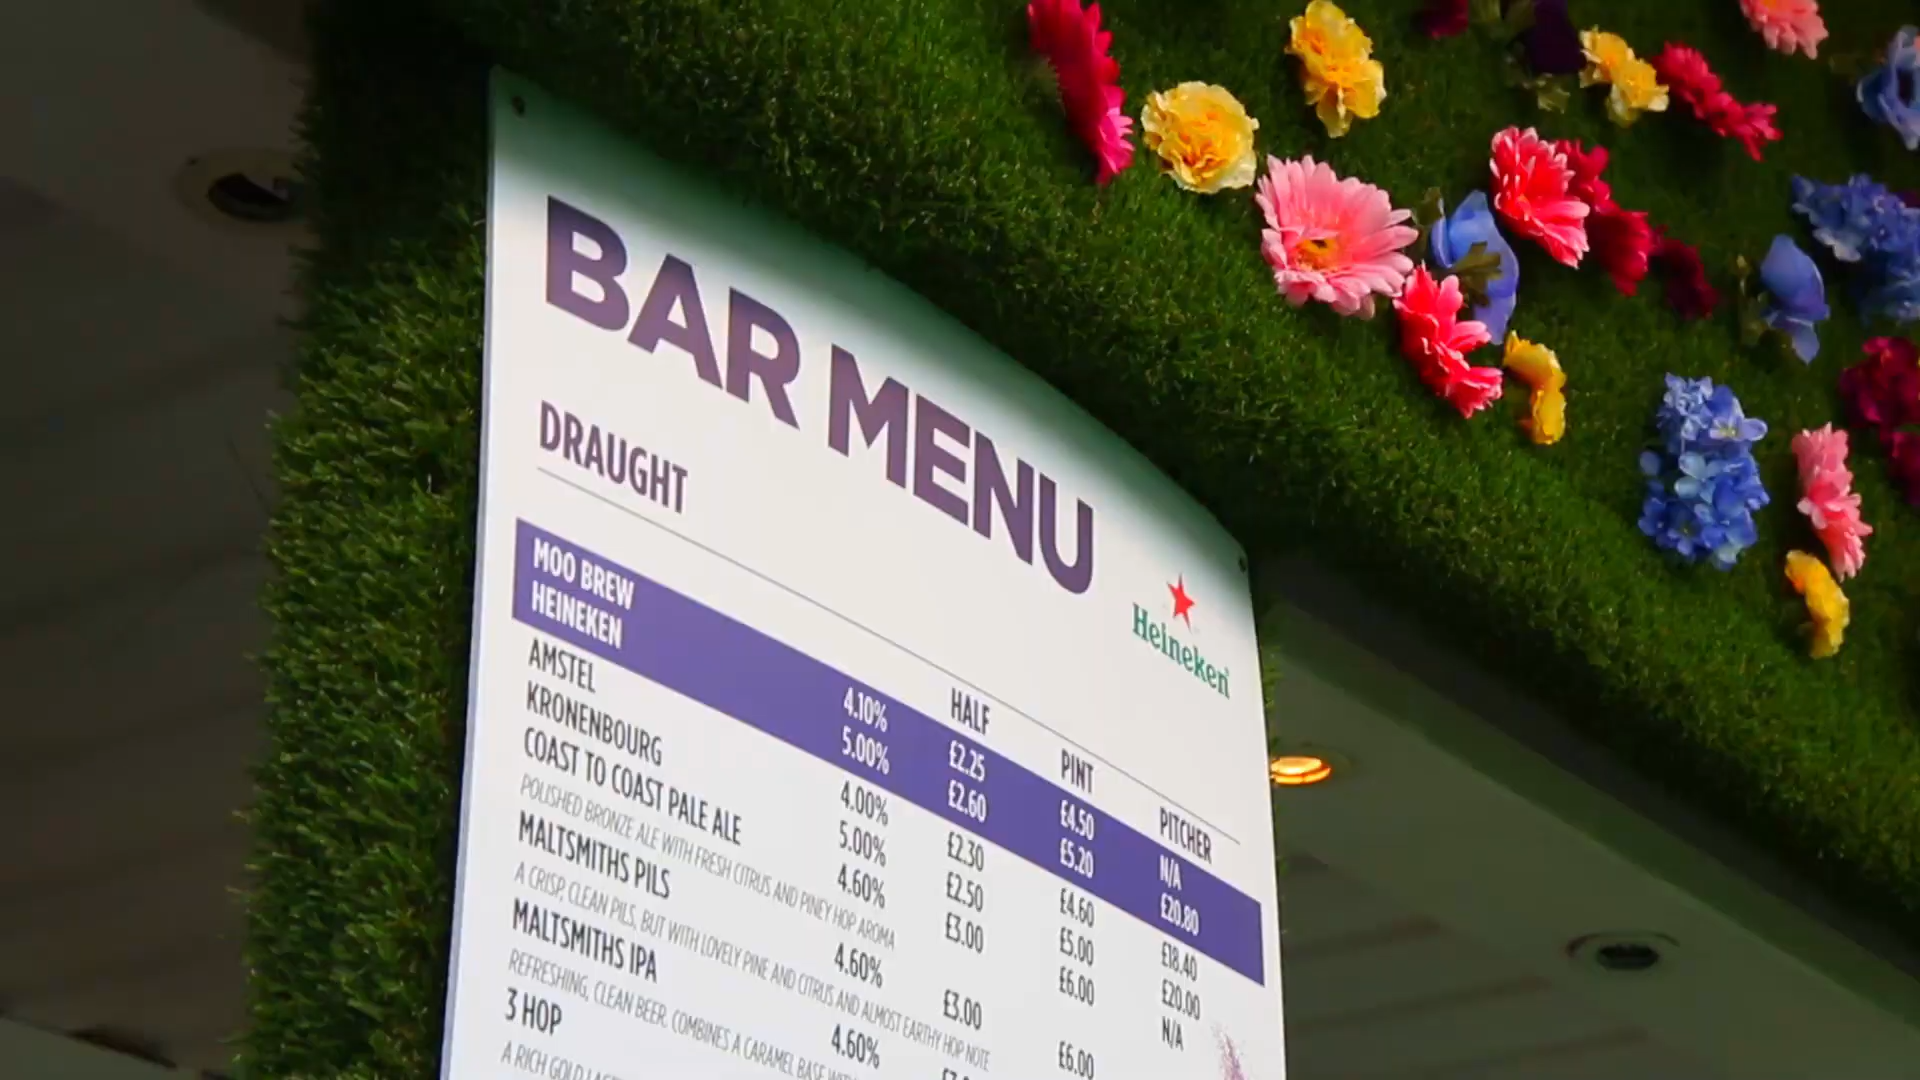 BAR MENU
Heineken
DRAUGHT
HALF PINT PITCHER
MOO BREW 4.10% £2.25 £4.50 N/A
HEINEKEN 5.00% £2.60 £5.20 £20.80
AMSTEL 4.00% £2.30 £4.60 £18.40
KRONENBOURG 5.00% £2.50 £5.00 £20.00
COAST TO COAST PALE ALE 4.60% £3.00 £6.00 N/A
POLISHED BRONZE ALE WITH FRESH CITRUS AND PINEY HOP AROMA
MALTSMITHS PILS 4.60% £3.00 £6.00
A CRISP, CLEAN PILS, BUT WITH LOVELY PINE AND CITRUS AND ALMOST EARTHY HOP NOTE
MALTSMITHS IPA 4.60%
REFRESHING, CLEAN BEER. COMBINES A CARAMEL BASE
3 HOP
A RICH GOLD